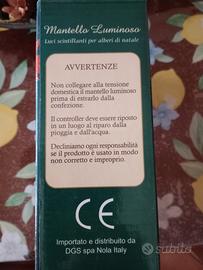 Mantello Luminoso
Luci scintillanti per alberi di natale
AVVERTENZE
Non collegare alla tensione
domestica il mantello luminoso
prima di estrarlo dalla
confezione.
Il controller deve essere riposto
in un luogo al riparo dalla
pioggia e dall'acqua.
Decliniamo ogni responsabilità
se il prodotto è usato in modo
non corretto e improprio.
CE
Importato e distribuito da
DGS spa Nola Italy
subito